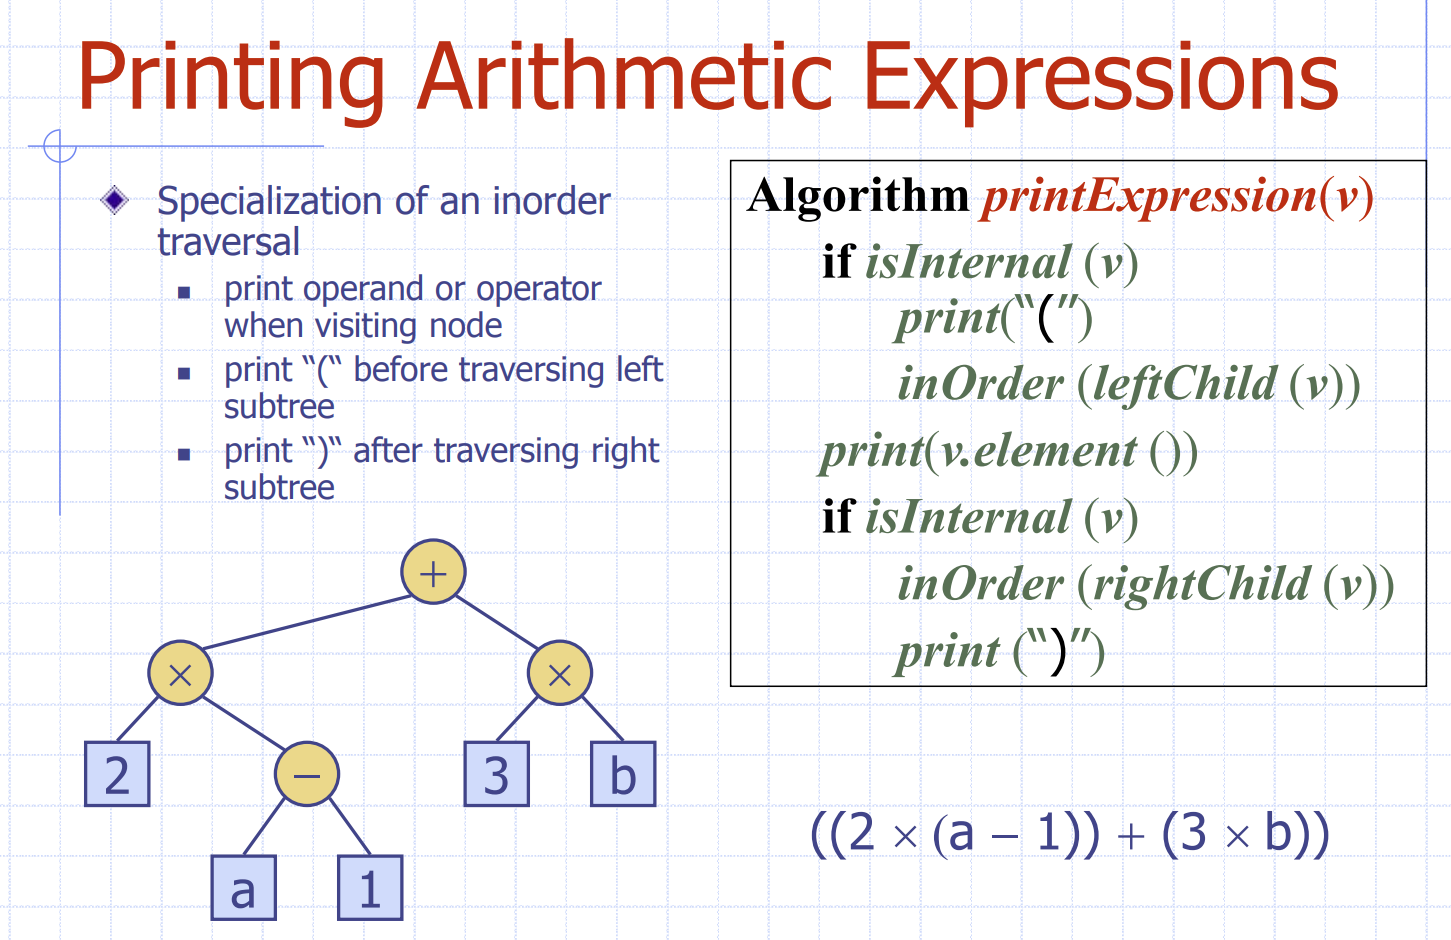 Printing Arithmetic Expressions
Specialization of an inorder
traversal
print operand or operator
when visiting node
print “(“ before traversing left
subtree
print “)“ after traversing right
subtree
Algorithm printExpression(v)
if isInternal (v)
print(“(”)
inOrder (leftChild (v))
print(v.element ())
if isInternal (v)
inOrder (rightChild (v))
print (“)”)
+
× ×
2 − 3 b
a 1
((2 × (a − 1)) + (3 × b))